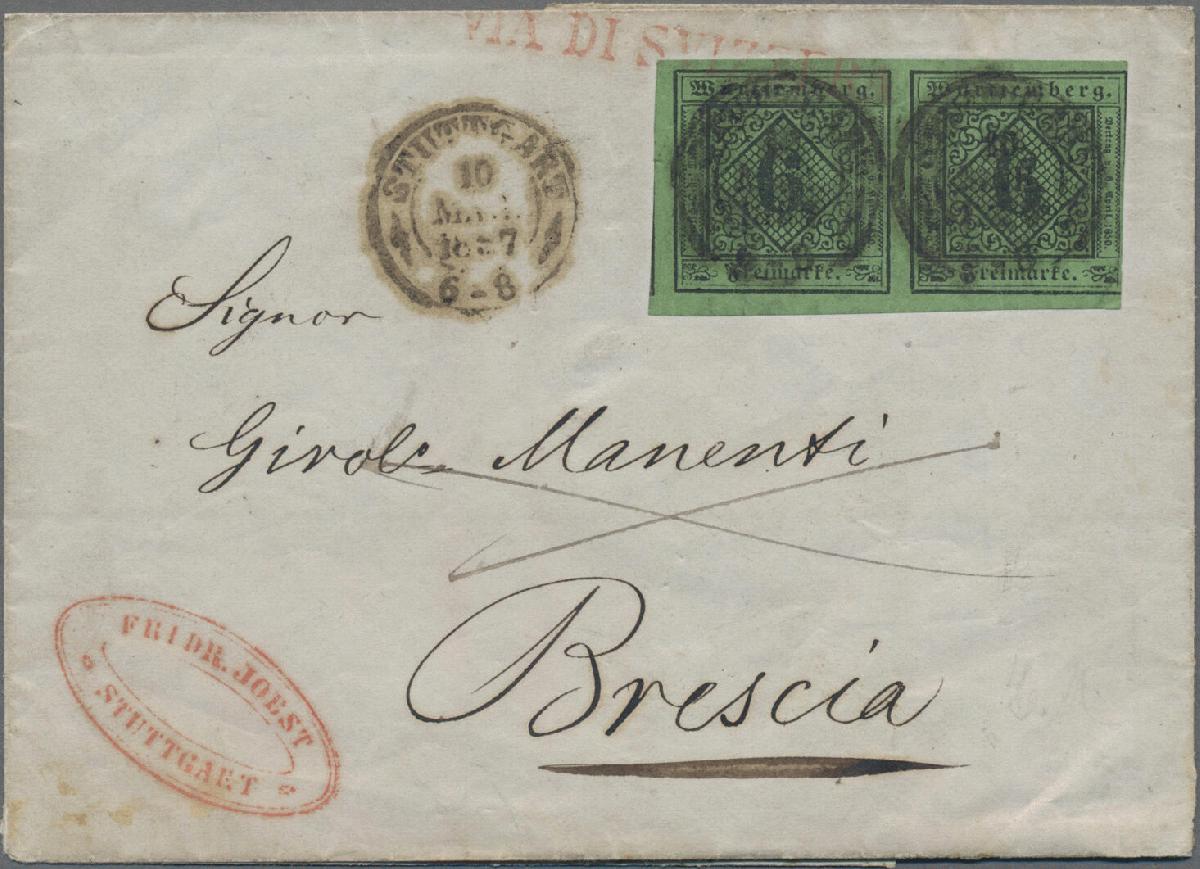 VIA DI SVIZZERA
STUTTGART
10
1857
6-8
Württemberg.
6
Freimarke.
Württemberg.
6
Freimarke.
Signor
Girol. Manenti
Brescia
FRIDR. JOBST
STUTTGART